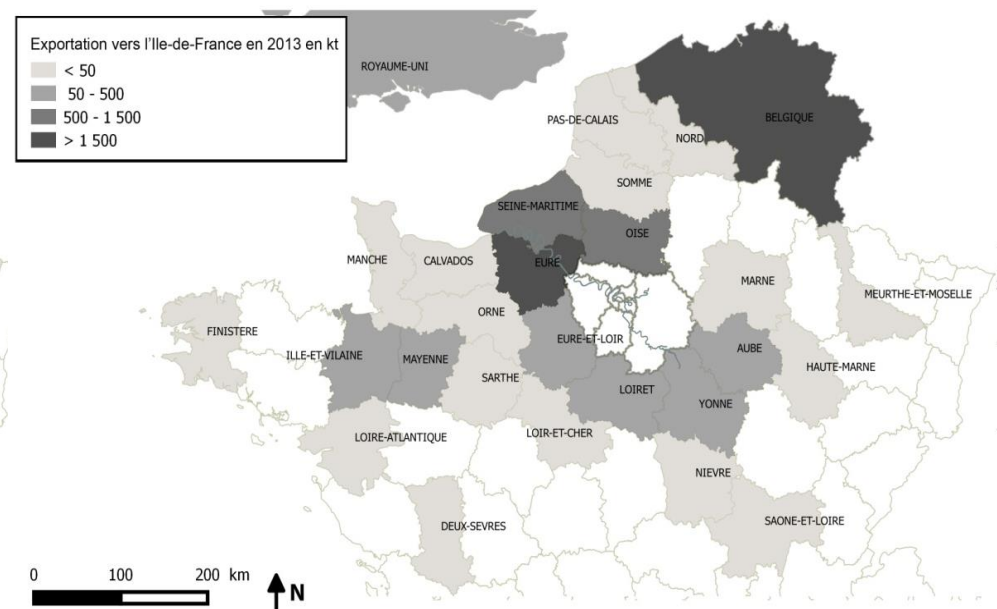 Exportation vers l'Ile-de-France en 2013 en kt
< 50
50 - 500
500 - 1 500
> 1 500
ROYAUME-UNI
BELGIQUE
PAS-DE-CALAIS
NORD
SOMME
SEINE-MARITIME
OISE
EURE
MANCHE
CALVADOS
MARNE
MEURTHE-ET-MOSELLE
ORNE
FINISTERE
EURE-ET-LOIR
ILLE-ET-VILAINE
MAYENNE
AUBE
HAUTE-MARNE
SARTHE
LOIRET
YONNE
LOIRE-ATLANTIQUE
LOIR-ET-CHER
NIEVRE
SAONE-ET-LOIRE
DEUX-SEVRES
0 100 200 km
N